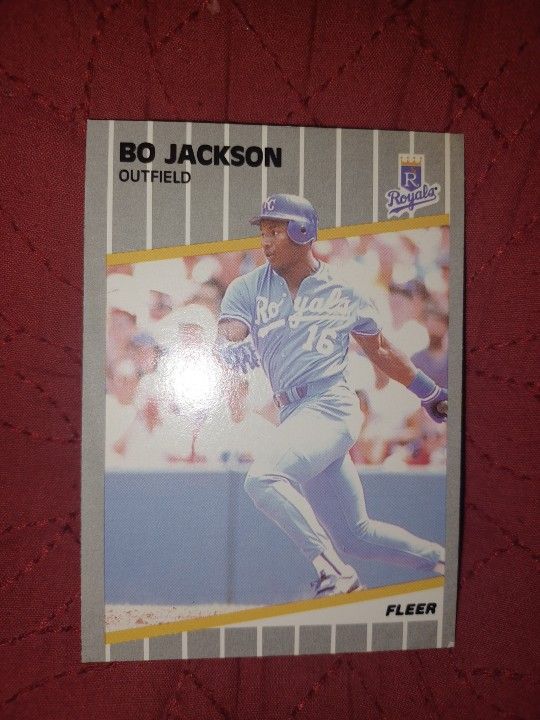 BO JACKSON
OUTFIELD
R
Royals
KC
Royals
16
FLEER